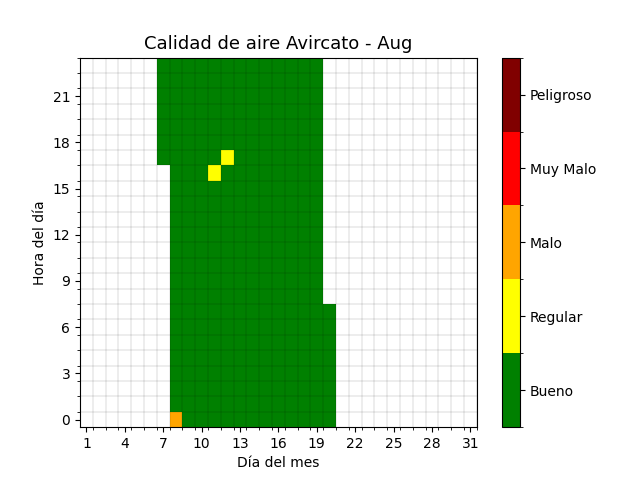 Calidad de aire Avircato - Aug
Hora del día
21
18
15
12
9
6
3
0
1 4 7 10 13 16 19 22 25 28 31
Día del mes
Peligroso
Muy Malo
Malo
Regular
Bueno